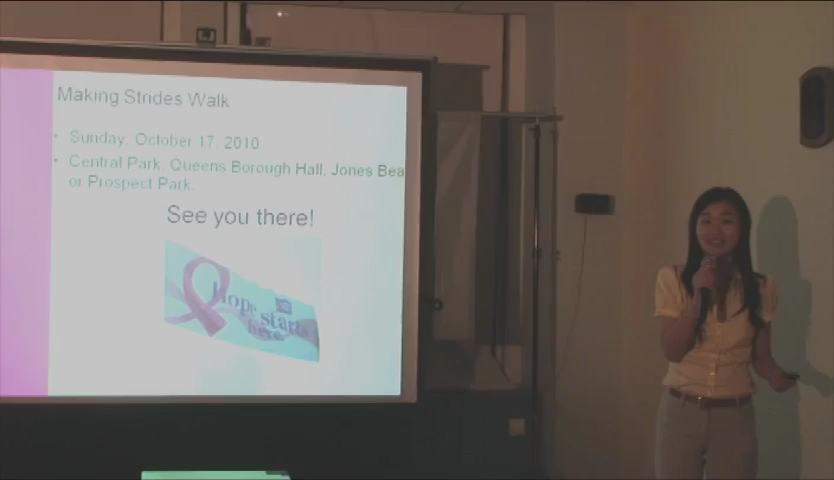 Making Strides Walk
• Sunday, October 17, 2010
• Central Park, Queens Borough Hall, Jones Bea
or Prospect Park.
See you there!
Hope
starts
here.